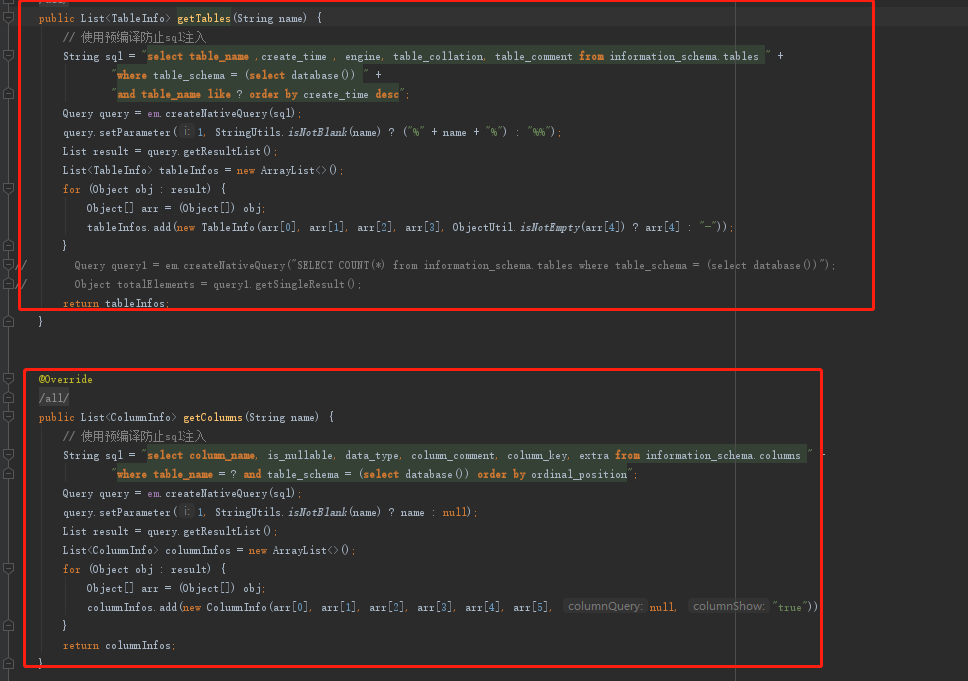 public List<TableInfo> getTables(String name) {
// 使用预编译防止sql注入
String sql = "select table_name ,create_time , engine, table_collation, table_comment from information_schema.tables " +
"where table_schema = (select database()) " +
"and table_name like ? order by create_time desc";
Query query = em.createNativeQuery(sql);
query.setParameter( i: 1, StringUtils.isNotBlank(name) ? ("%" + name + "%") : "%%");
List result = query.getResultList();
List<TableInfo> tableInfos = new ArrayList<>();
for (Object obj : result) {
Object[] arr = (Object[]) obj;
tableInfos.add(new TableInfo(arr[0], arr[1], arr[2], arr[3], ObjectUtil.isNotEmpty(arr[4]) ? arr[4] : "-"));
}
// Query query1 = em.createNativeQuery("SELECT COUNT(*) from information_schema.tables where table_schema = (select database())");
// Object totalElements = query1.getSingleResult();
return tableInfos;
}
@Override
/all/
public List<ColumnInfo> getColumns(String name) {
// 使用预编译防止sql注入
String sql = "select column_name, is_nullable, data_type, column_comment, column_key, extra from information_schema.columns "
"where table_name = ? and table_schema = (select database()) order by ordinal_position";
Query query = em.createNativeQuery(sql);
query.setParameter( i: 1, StringUtils.isNotBlank(name) ? name : null);
List result = query.getResultList();
List<ColumnInfo> columnInfos = new ArrayList<>();
for (Object obj : result) {
Object[] arr = (Object[]) obj;
columnInfos.add(new ColumnInfo(arr[0], arr[1], arr[2], arr[3], arr[4], arr[5], columnQuery: null, columnShow: "true"))
}
return columnInfos;
}